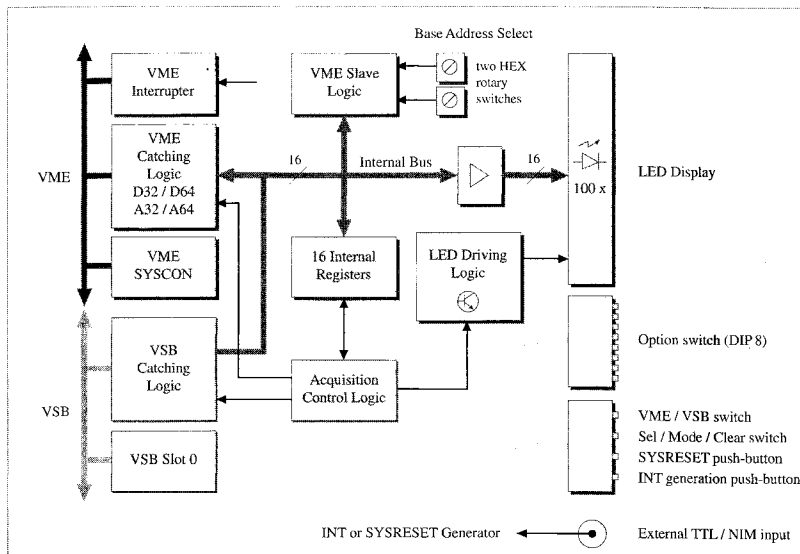 Base Address Select
VME
Interrupter
VME Slave
Logic
two HEX
rotary
switches
VME
VME
Catching
Logic
D32 / D64
A32 / A64
16
Internal Bus
16
100 x
LED Display
VME
SYSCON
16 Internal
Registers
LED Driving
Logic
VSB
VSB
Catching
Logic
Acquisition
Control Logic
Option switch (DIP 8)
VSB Slot 0
VME / VSB switch
Sel / Mode / Clear switch
SYSRESET push-button
INT generation push-button
INT or SYSRESET Generator
External TTL / NIM input